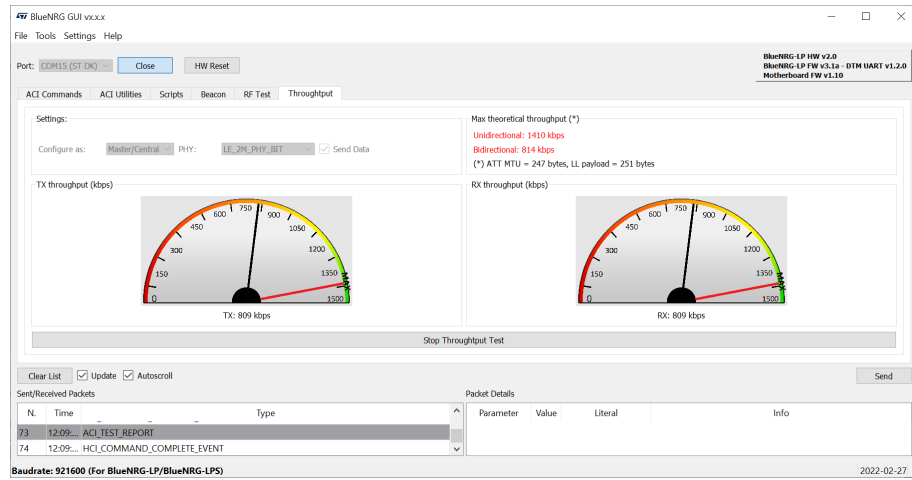 BlueNRG GUI vx.x.x
File Tools Settings Help
Port: COM15 (ST DK) Close HW Reset
BlueNRG-LP HW v2.0
BlueNRG-LP FW v3.1a - DTM UART v1.2.0
Motherboard FW v1.10
ACI Commands ACI Utilities Scripts Beacon RF Test Throughtput
Settings:
Configure as: Master/Central PHY: LE_2M_PHY_BIT Send Data
Max theoretical throughput (*)
Unidirectional: 1410 kbps
Bidirectional: 814 kbps
(*) ATT MTU = 247 bytes, LL payload = 251 bytes
TX throughput (kbps)
0 150 300 450 600 750 900 1050 1200 1350 1500 MAX
TX: 809 kbps
RX throughput (kbps)
0 150 300 450 600 750 900 1050 1200 1350 1500 MAX
RX: 809 kbps
Stop Throughtput Test
Clear List Update Autoscroll Send
Sent/Received Packets
N. Time Type
73 12:09:... ACI_TEST_REPORT
74 12:09:... HCI_COMMAND_COMPLETE_EVENT
Packet Details
Parameter Value Literal Info
Baudrate: 921600 (For BlueNRG-LP/BlueNRG-LPS) 2022-02-27